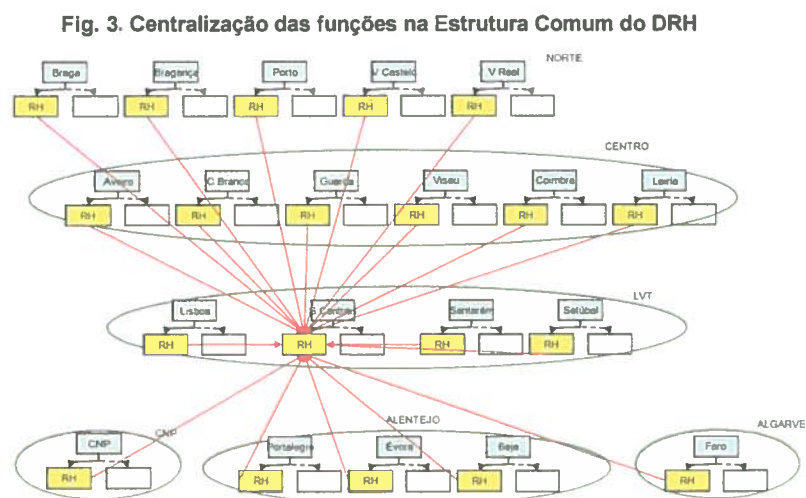 Fig. 3. Centralização das funções na Estrutura Comum do DRH
NORTE
Braga Bragança Porto V Castelo V Real
RH RH RH RH RH
CENTRO
Aveiro C Branco Guarda Viseu Coimbra Leiria
RH RH RH RH RH RH
LVT
Lisboa S Centrais Santarém Setúbal
RH RH RH RH
CNP ALENTEJO ALGARVE
CNP Portalegre Évora Beja Faro
RH RH RH RH RH